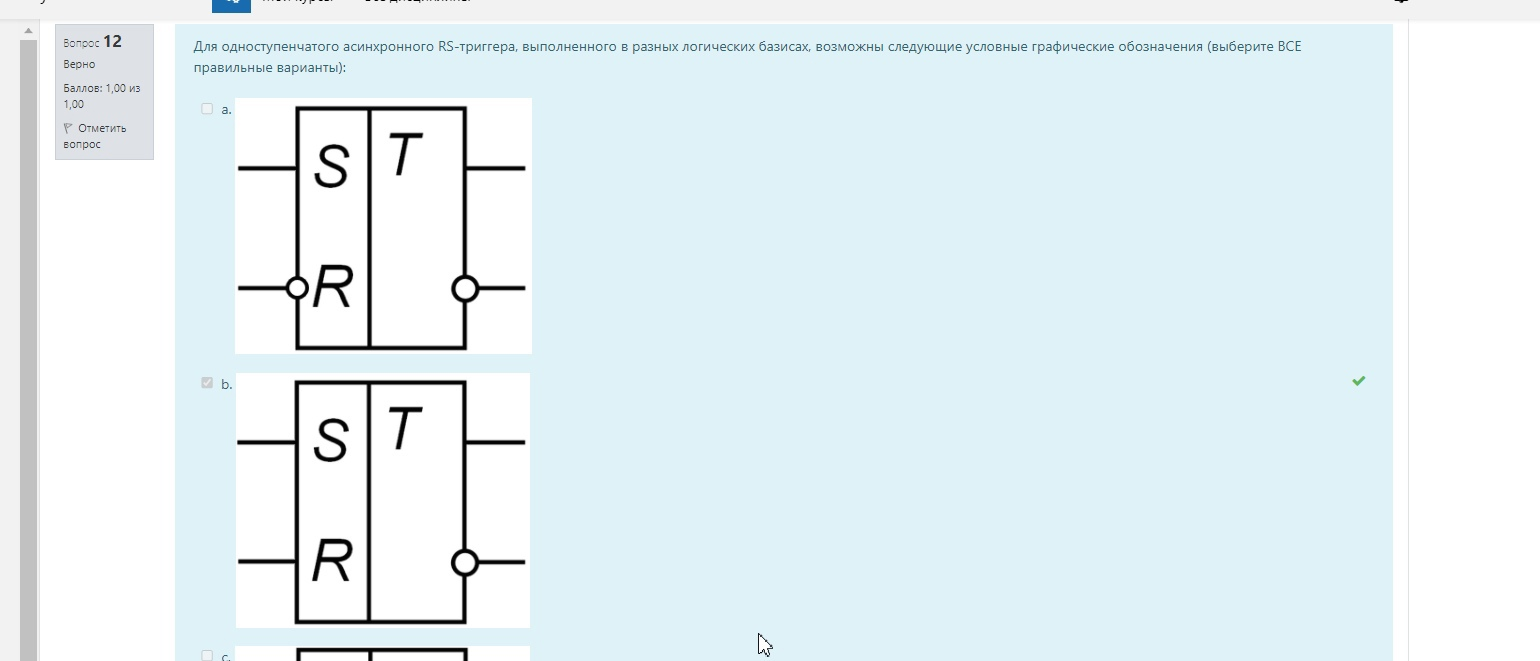 Вопрос 12
Верно
Баллов: 1,00 из
1,00
Отметить
вопрос
Для одноступенчатого асинхронного RS-триггера, выполненного в разных логических базисах, возможны следующие условные графические обозначения (выберите ВСЕ
правильные варианты):
a.
S T
R
b.
S T
R
c.